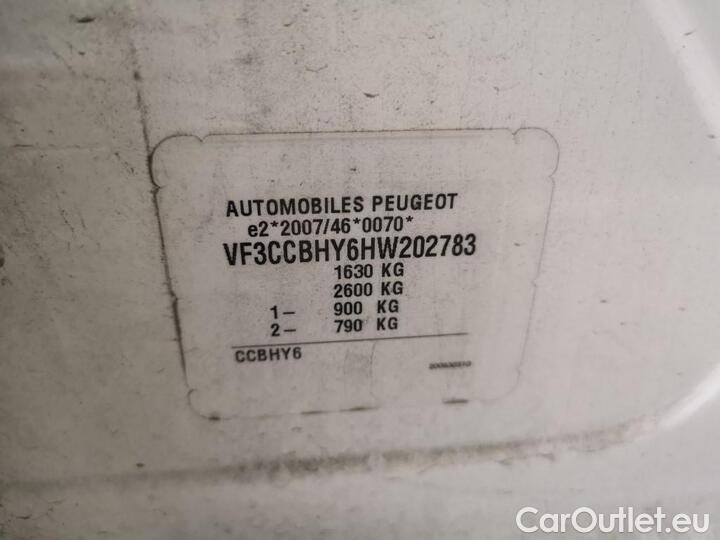 AUTOMOBILES PEUGEOT
e2*2007/46*0070*
VF3CCBHY6HW202783
1630 KG
2600 KG
1– 900 KG
2– 790 KG
CCBHY6
CarOutlet.eu